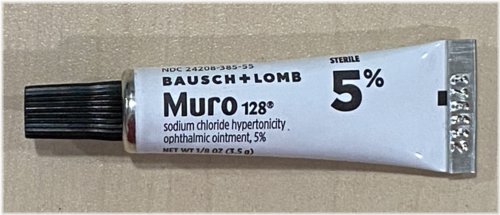 NDC 24208-385-55
BAUSCH+LOMB
Muro 128®
sodium chloride hypertonicity
ophthalmic ointment, 5%
NET WT 1/8 OZ (3.5 g)
STERILE
5%